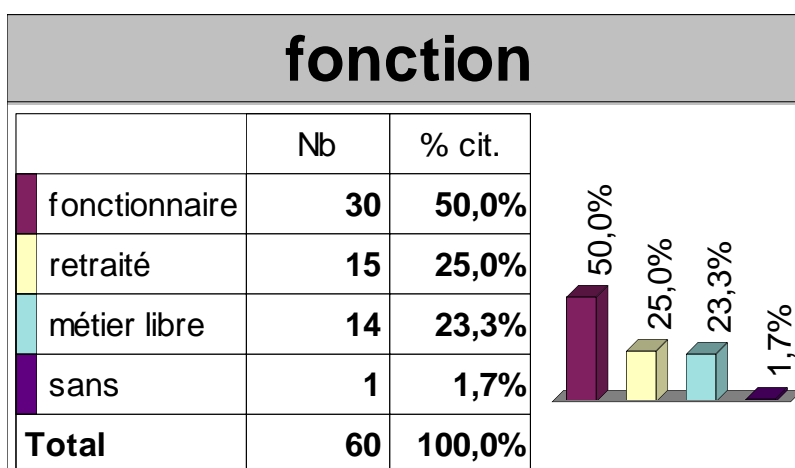 fonction
Nb % cit.
fonctionnaire 30 50,0%
retraité 15 25,0%
métier libre 14 23,3%
sans 1 1,7%
Total 60 100,0%
50,0%
25,0%
23,3%
1,7%